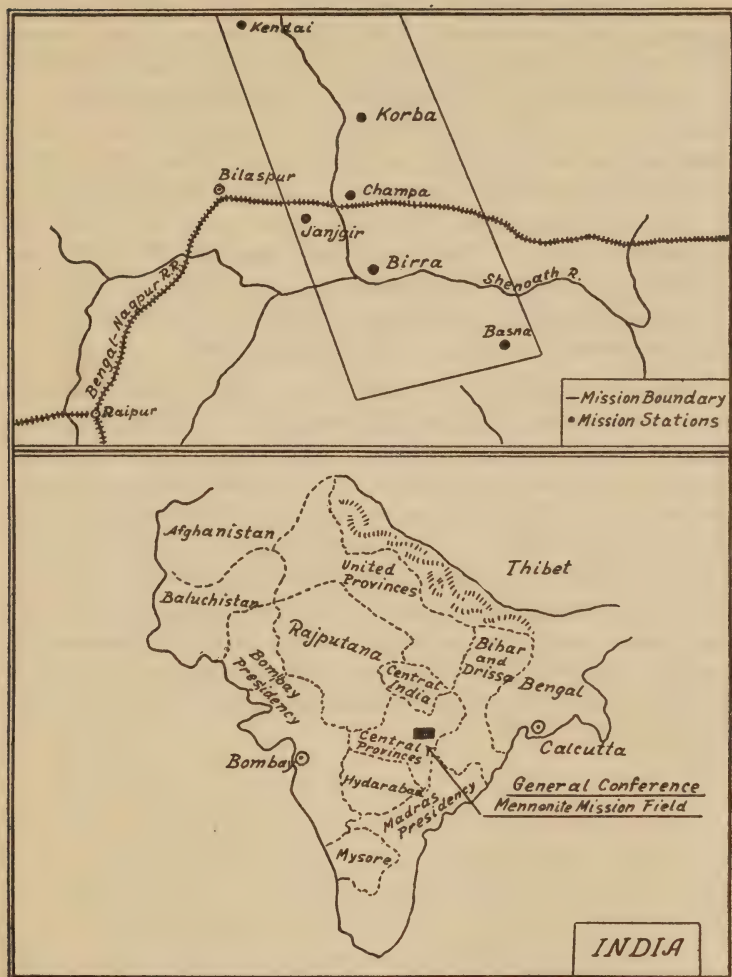 Kendai
Korba
Bilaspur
Champa
Janjgir
Birra
Shenoath R.
Bengal-Nagpur R.R.
Basna
Raipur
—Mission Boundary
● Mission Stations
Afghanistan
United
Provinces
Thibet
Baluchistan
Rajputana
Bihar
and
Drissa
Bengal
Bombay
Presidency
Central
India
Central
Provinces
Calcutta
Bombay
Hydarabad
General Conference
Mennonite Mission Field
Madras
Presidency
Mysore
INDIA